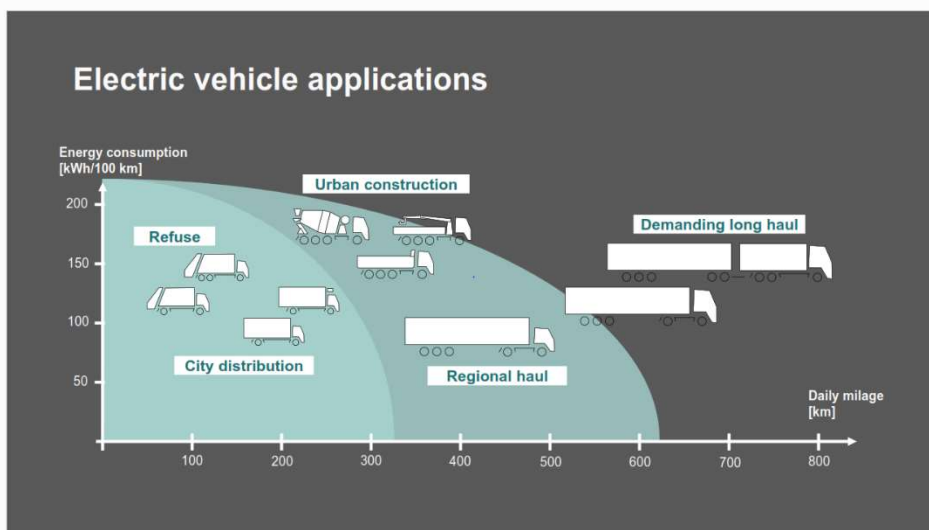 Electric vehicle applications
Energy consumption
[kWh/100 km]
Urban construction
200
Refuse
Demanding long haul
150
100
City distribution
Regional haul
50
Daily milage
[km]
100
200
300
400
500
600
700
800